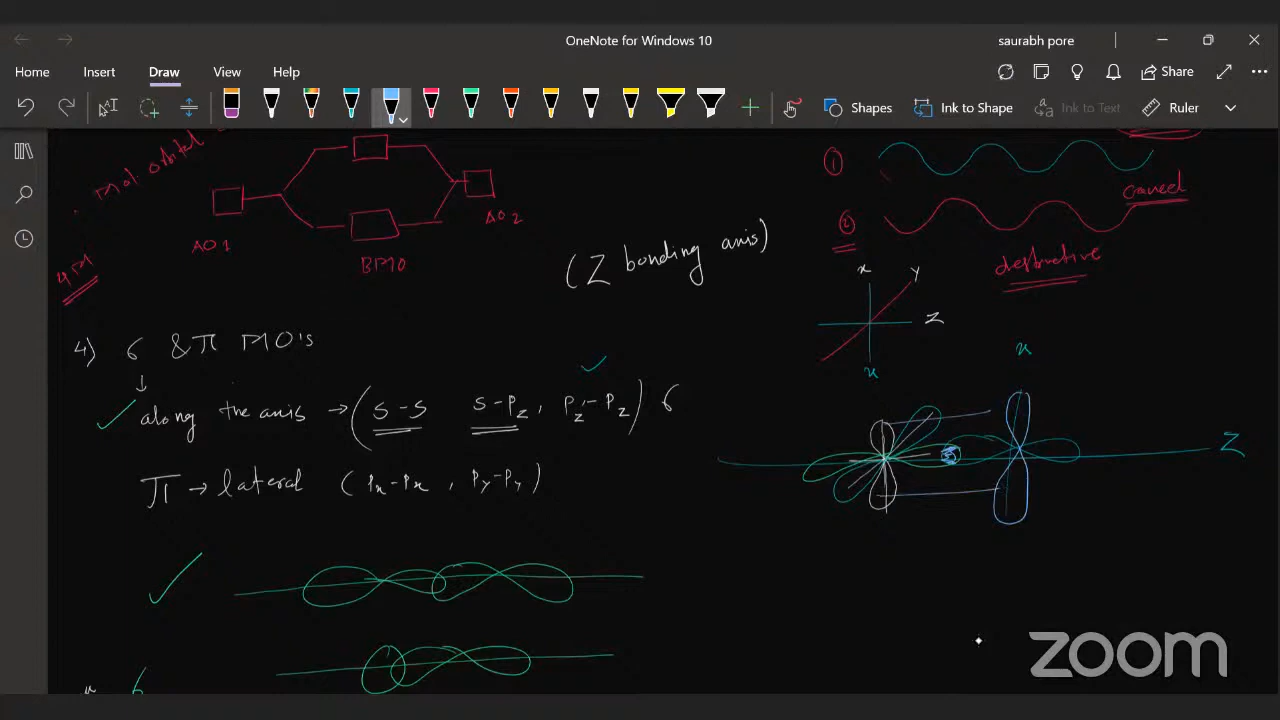 OneNote for Windows 10
saurabh pore
Home Insert Draw View Help
Share
Shapes
Ink to Shape
Ink to Text
Ruler
Mol. orbital
AO 1
AO 2
BMO
①
cancel
②
destructive
(Z bonding axis)
x
y
Z
x
4) σ & π MO's
along the axis → (S-S S-Pz, Pz-Pz) σ
π → lateral (Px-Px, Py-Py)
x
Z
σ
zoom